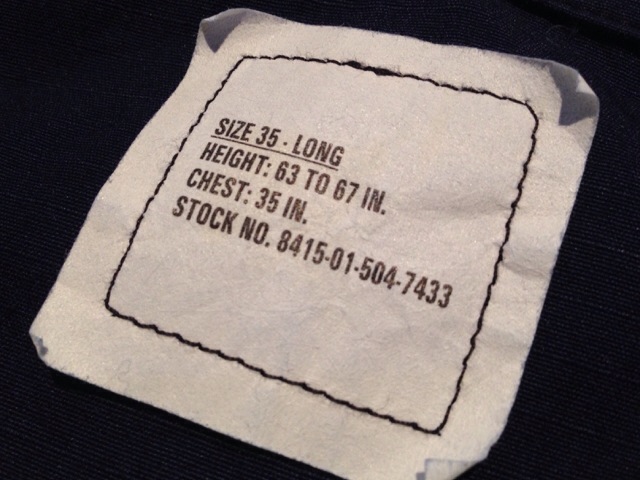 SIZE 35 - LONG
HEIGHT: 63 TO 67 IN.
CHEST: 35 IN.
STOCK NO. 8415-01-504-7433